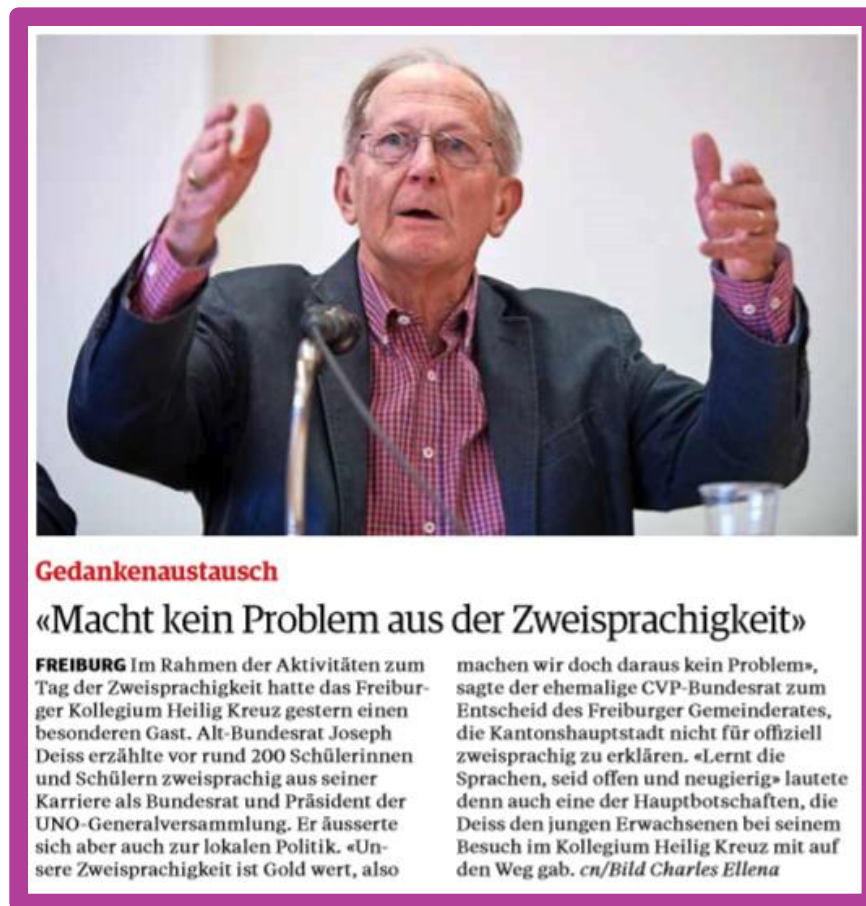 Gedankenaustausch
«Macht kein Problem aus der Zweisprachigkeit»
FREIBURG Im Rahmen der Aktivitäten zum
Tag der Zweisprachigkeit hatte das Freibur-
ger Kollegium Heilig Kreuz gestern einen
besonderen Gast. Alt-Bundesrat Joseph
Deiss erzählte vor rund 200 Schülerinnen
und Schülern zweisprachig aus seiner
Karriere als Bundesrat und Präsident der
UNO-Generalversammlung. Er äusserte
sich aber auch zur lokalen Politik. «Un-
sere Zweisprachigkeit ist Gold wert, also
machen wir doch daraus kein Problem»,
sagte der ehemalige CVP-Bundesrat zum
Entscheid des Freiburger Gemeinderates,
die Kantonshauptstadt nicht für offiziell
zweisprachig zu erklären. «Lernt die
Sprachen, seid offen und neugierig» lautete
denn auch eine der Hauptbotschaften, die
Deiss den jungen Erwachsenen bei seinem
Besuch im Kollegium Heilig Kreuz mit auf
den Weg gab. cn/Bild Charles Ellena